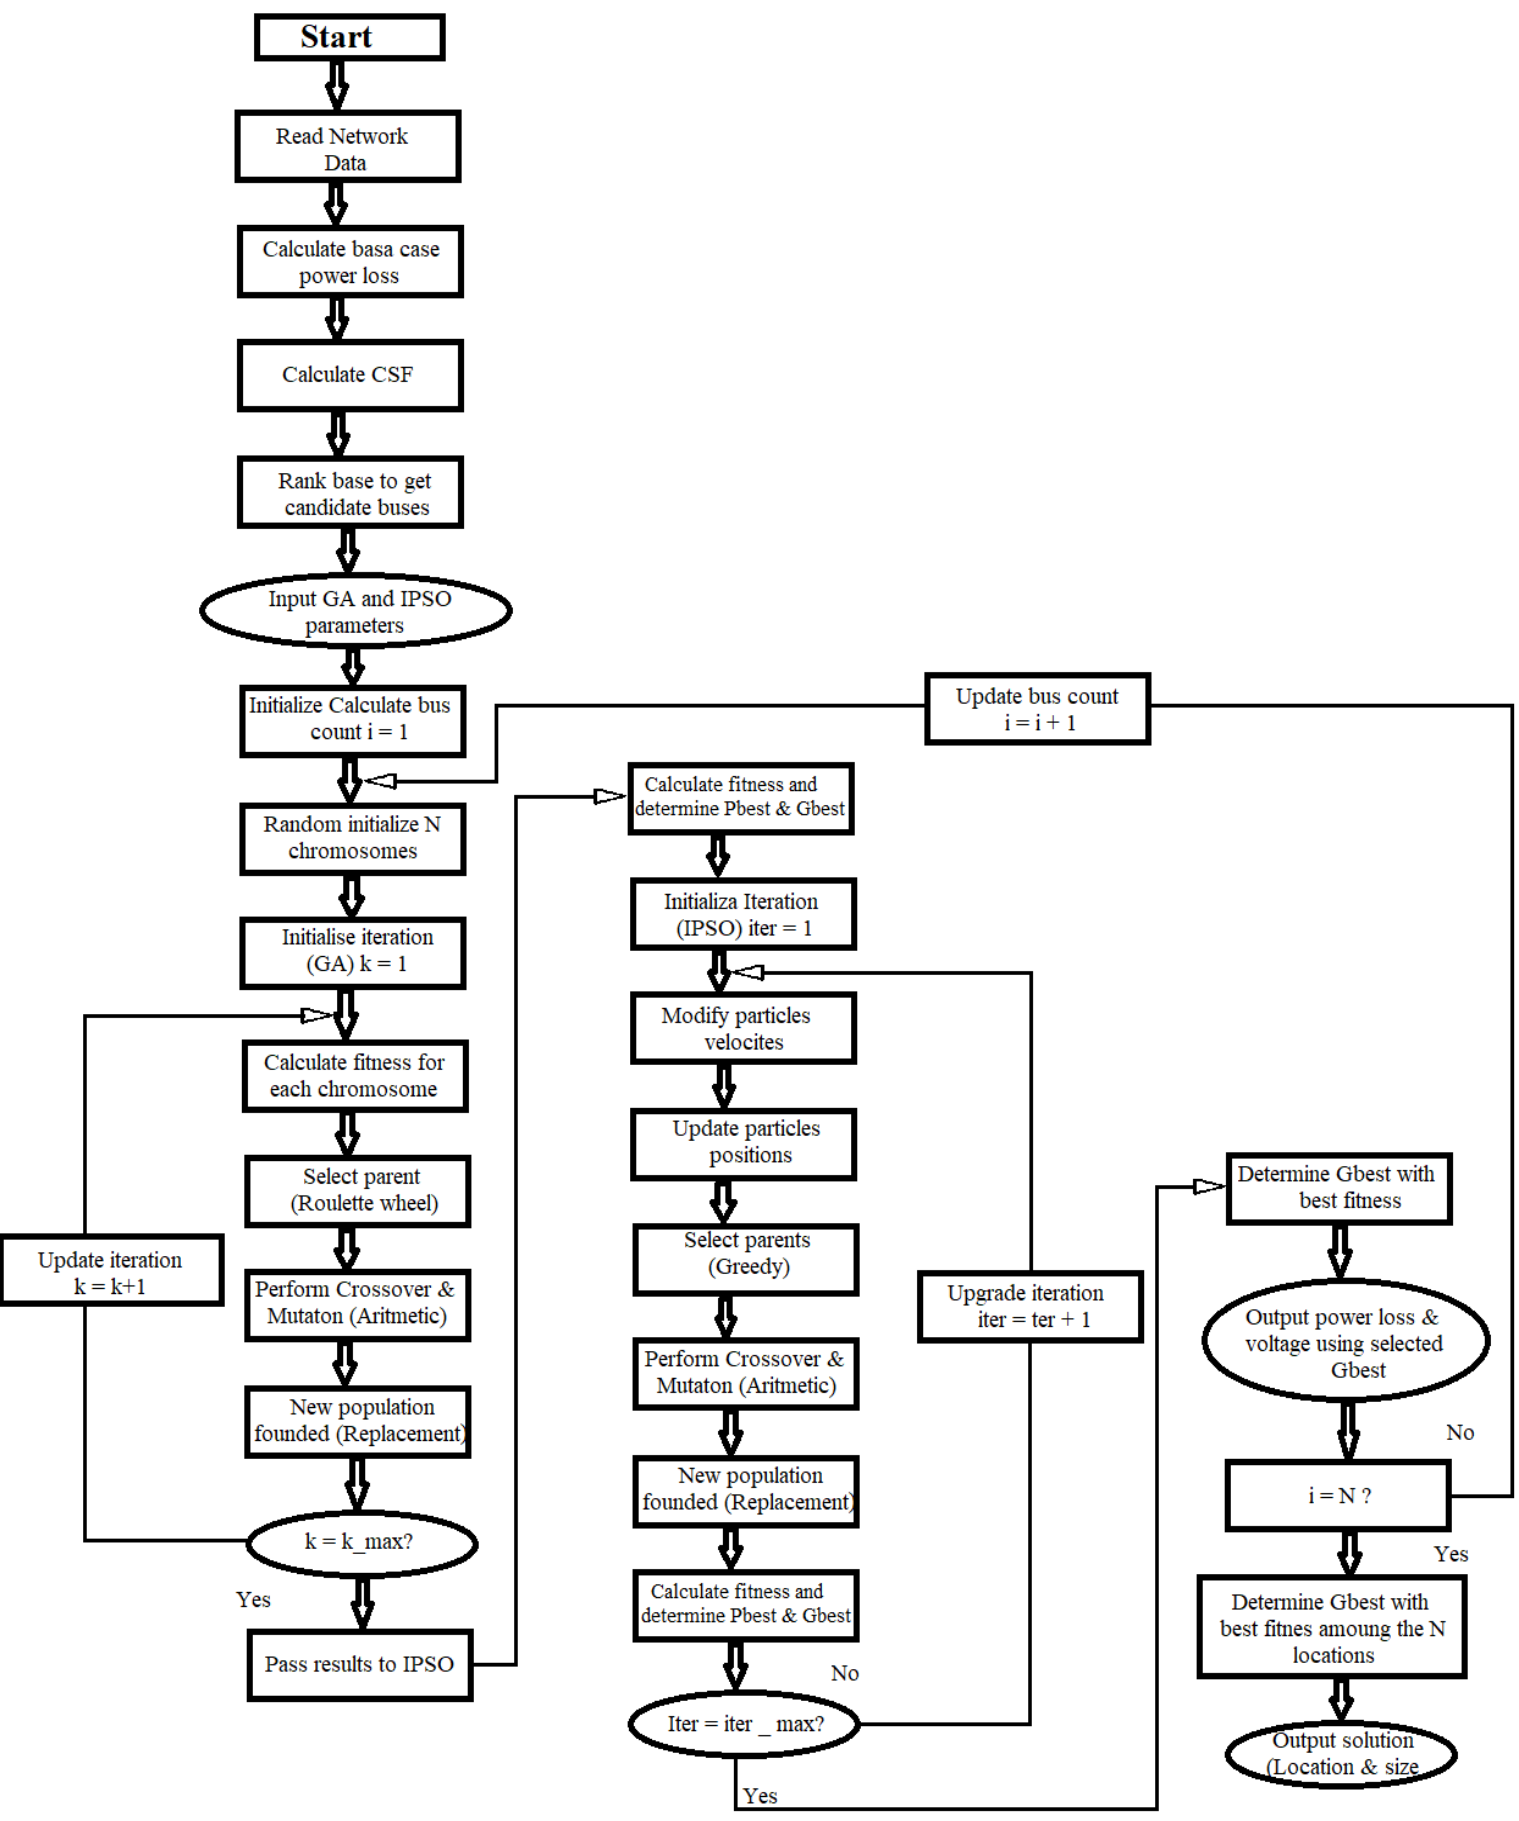 Start
Read Network
Data
Calculate basa case
power loss
Calculate CSF
Rank base to get
candidate buses
Input GA and IPSO
parameters
Initialize Calculate bus
count i = 1
Random initialize N
chromosomes
Initialise iteration
(GA) k = 1
Calculate fitness for
each chromosome
Select parent
(Roulette wheel)
Update iteration
k = k+1
Perform Crossover &
Mutaton (Aritmetic)
New population
founded (Replacement)
k = k_max?
Yes
Pass results to IPSO
Calculate fitness and
determine Pbest & Gbest
Initializa Iteration
(IPSO) iter = 1
Modify particles
velocites
Update particles
positions
Select parents
(Greedy)
Upgrade iteration
iter = ter + 1
Perform Crossover &
Mutaton (Aritmetic)
New population
founded (Replacement)
Calculate fitness and
determine Pbest & Gbest
No
Iter = iter _ max?
Yes
Update bus count
i = i + 1
Determine Gbest with
best fitness
Output power loss &
voltage using selected
Gbest
No
i = N ?
Yes
Determine Gbest with
best fitnes amoung the N
locations
Output solution
(Location & size